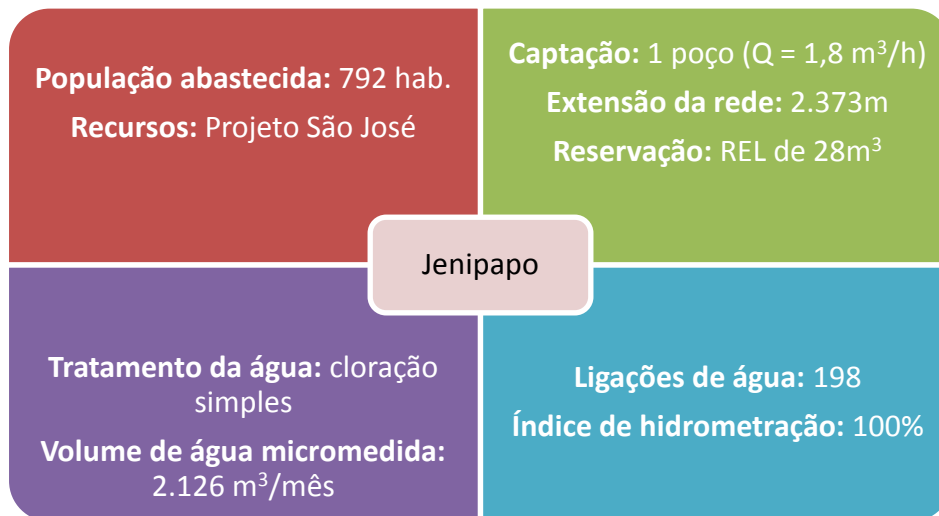 População abastecida: 792 hab.
Recursos: Projeto São José
Captação: 1 poço (Q = 1,8 m³/h)
Extensão da rede: 2.373m
Reservação: REL de 28m³
Jenipapo
Tratamento da água: cloração
simples
Volume de água micromedida:
2.126 m³/mês
Ligações de água: 198
Índice de hidrometração: 100%